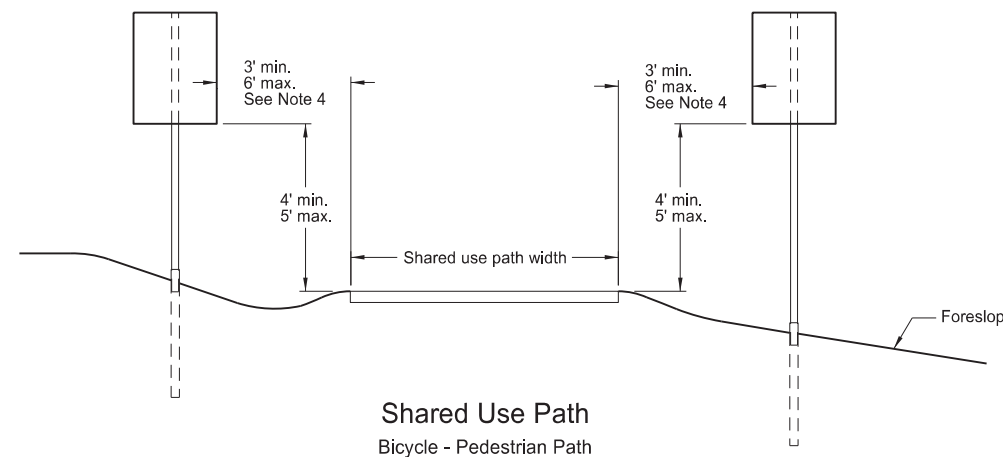 3' min.
6' max.
See Note 4
3' min.
6' max.
See Note 4
4' min.
5' max.
4' min.
5' max.
Shared use path width
Foreslop
Shared Use Path
Bicycle - Pedestrian Path